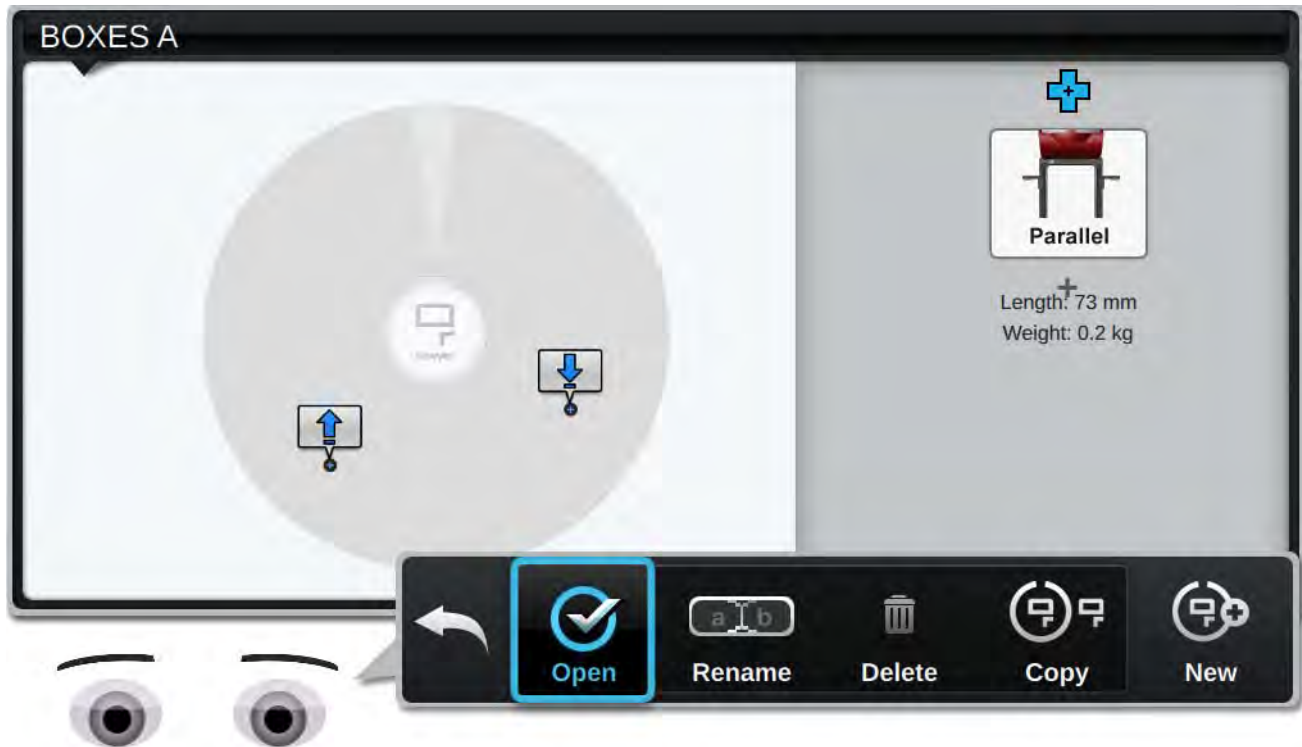 BOXES A
Parallel
Length: 73 mm
Weight: 0.2 kg
a b
Open
Rename
Delete
Copy
New